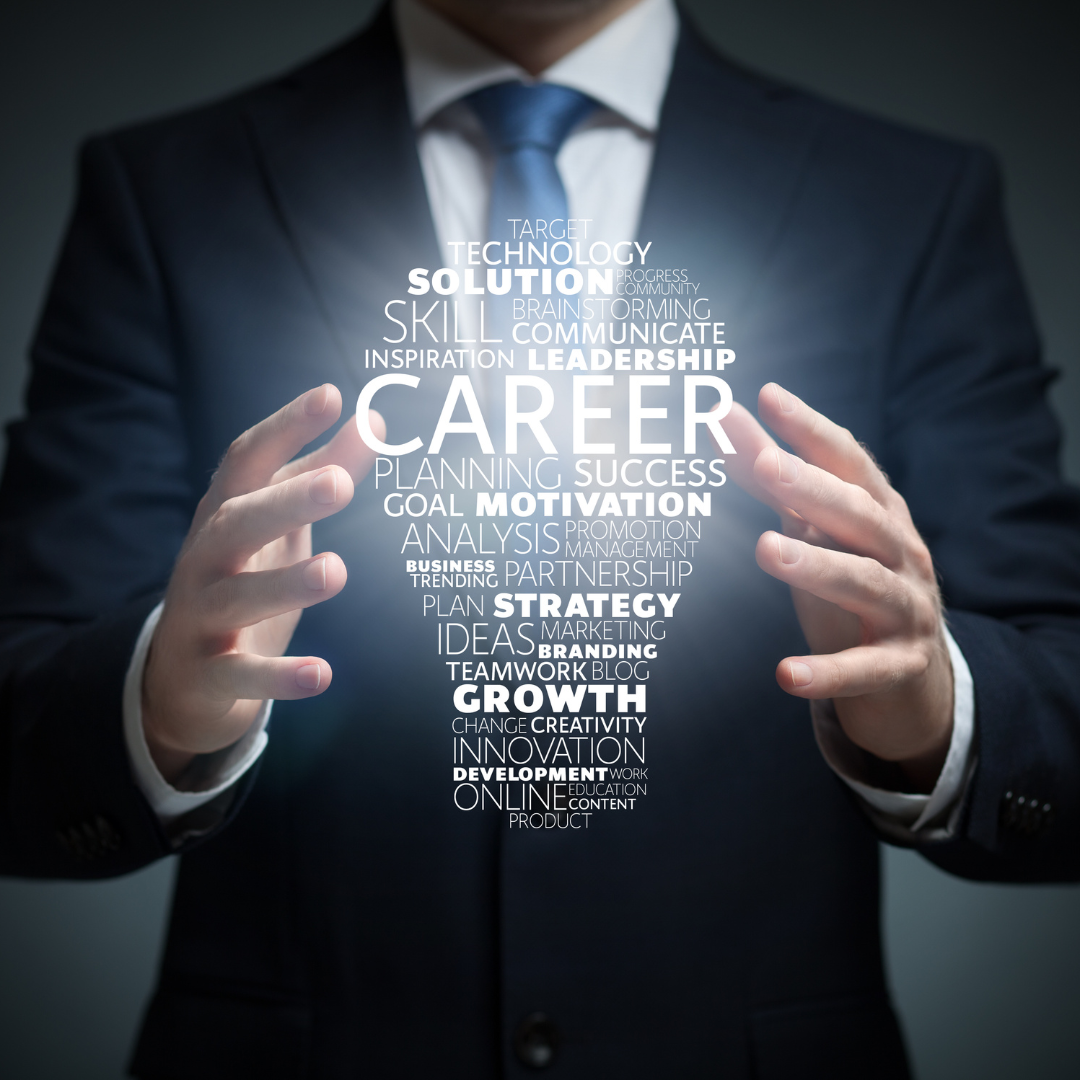 TARGET
TECHNOLOGY
SOLUTION PROGRESS
COMMUNITY
SKILL BRAINSTORMING
COMMUNICATE
INSPIRATION LEADERSHIP
CAREER
PLANNING SUCCESS
GOAL MOTIVATION
ANALYSIS PROMOTION
MANAGEMENT
BUSINESS
TRENDING PARTNERSHIP
PLAN STRATEGY
IDEAS MARKETING
BRANDING
TEAMWORK BLOG
GROWTH
CHANGE CREATIVITY
INNOVATION
DEVELOPMENT WORK
ONLINE EDUCATION
CONTENT
PRODUCT